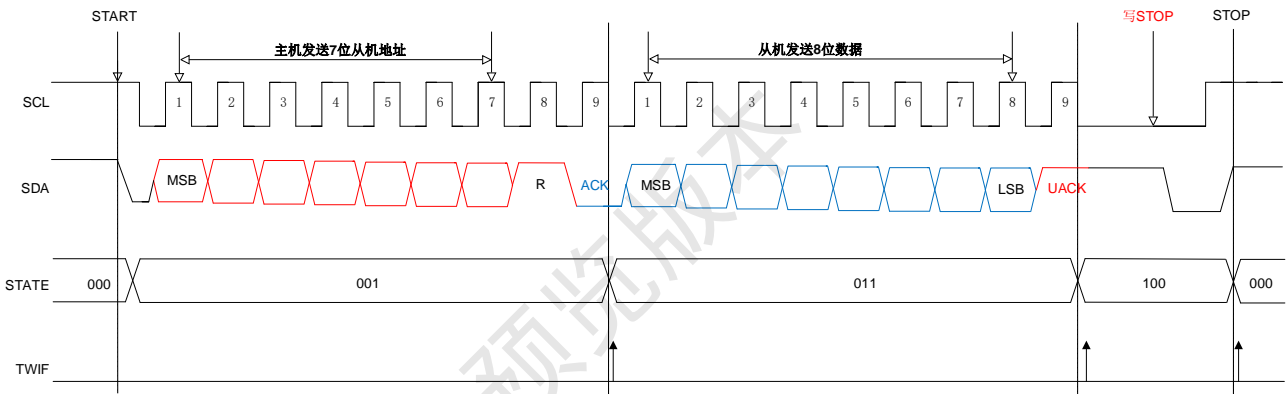 START 写STOP STOP
主机发送7位从机地址 从机发送8位数据
SCL 1 2 3 4 5 6 7 8 9 1 2 3 4 5 6 7 8 9
SDA MSB R ACK MSB LSB UACK
STATE 000 001 011 100 000
TWIF
预览版本